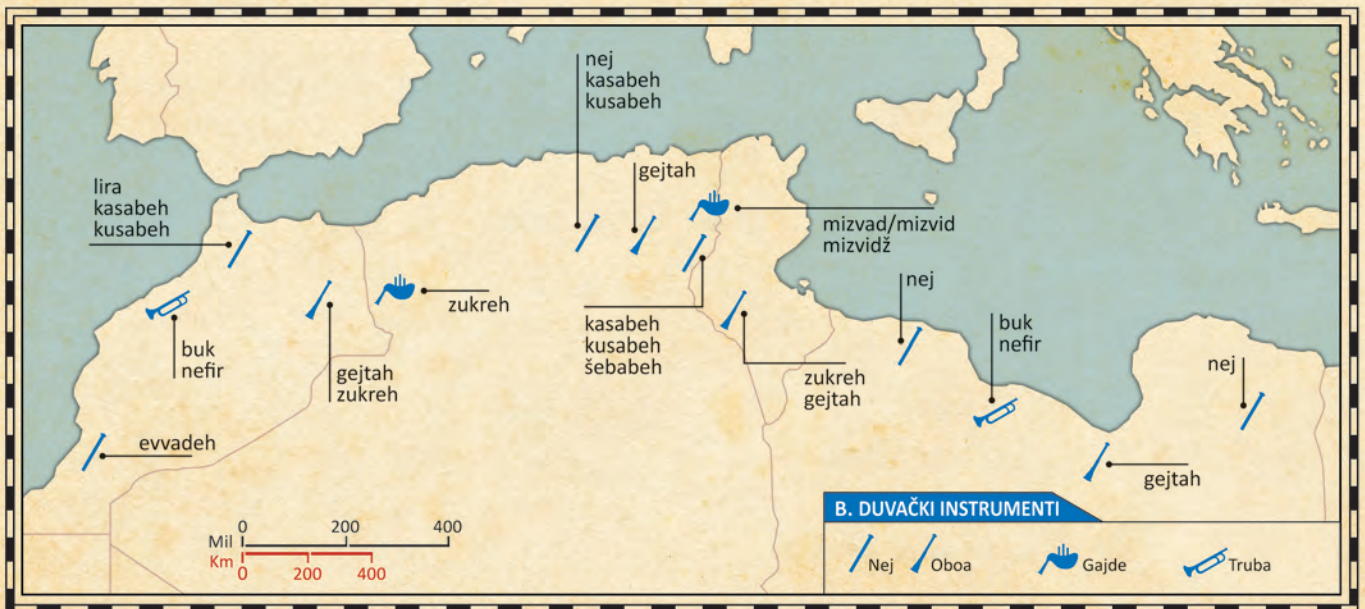 nej
kasabeh
kusabeh
gejtah
lira
kasabeh
kusabeh
mizvad/mizvid
mizvidž
zukreh
nej
buk
nefir
kasabeh
kusabeh
šebabeh
buk
nefir
gejtah
zukreh
zukreh
gejtah
nej
evvadeh
gejtah
0 200 400
Mil
Km
0 200 400
B. DUVAČKI INSTRUMENTI
Nej Oboa Gajde Truba